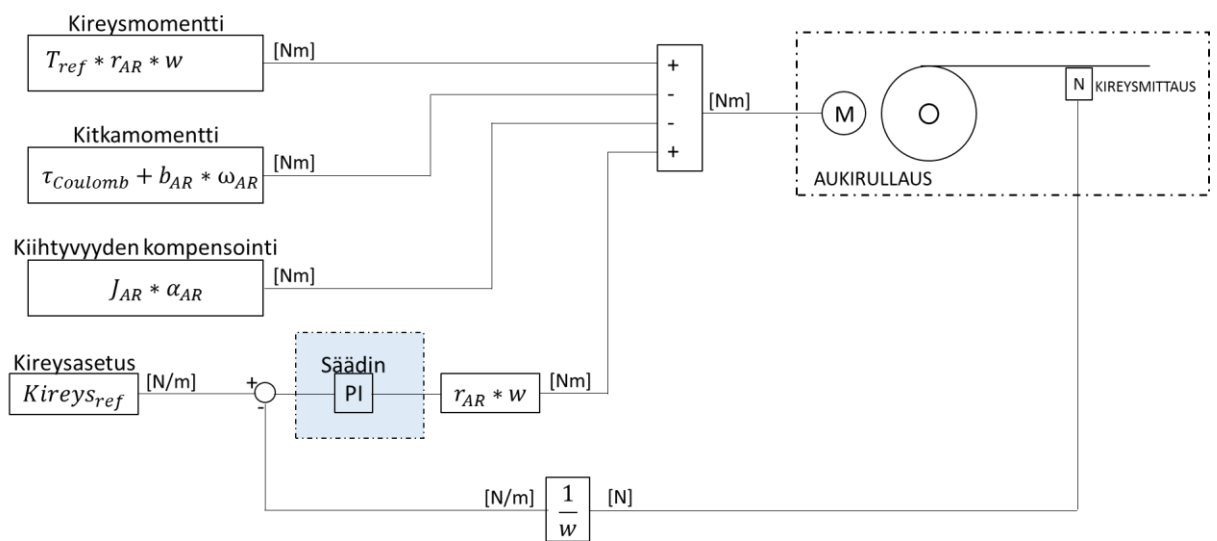 Kireysmomentti
T_ref * r_AR * w
[Nm]
Kitkamomentti
τ_Coulomb + b_AR * ω_AR
[Nm]
Kiihtyvyyden kompensointi
J_AR * α_AR
[Nm]
Kireysasetus
Kireys_ref
[N/m]
+
-
Säädin
PI
r_AR * w
[Nm]
+
-
-
+
[Nm]
M
N
KIREYSMITTAUS
AUKIRULLAUS
[N/m]
1
w
[N]